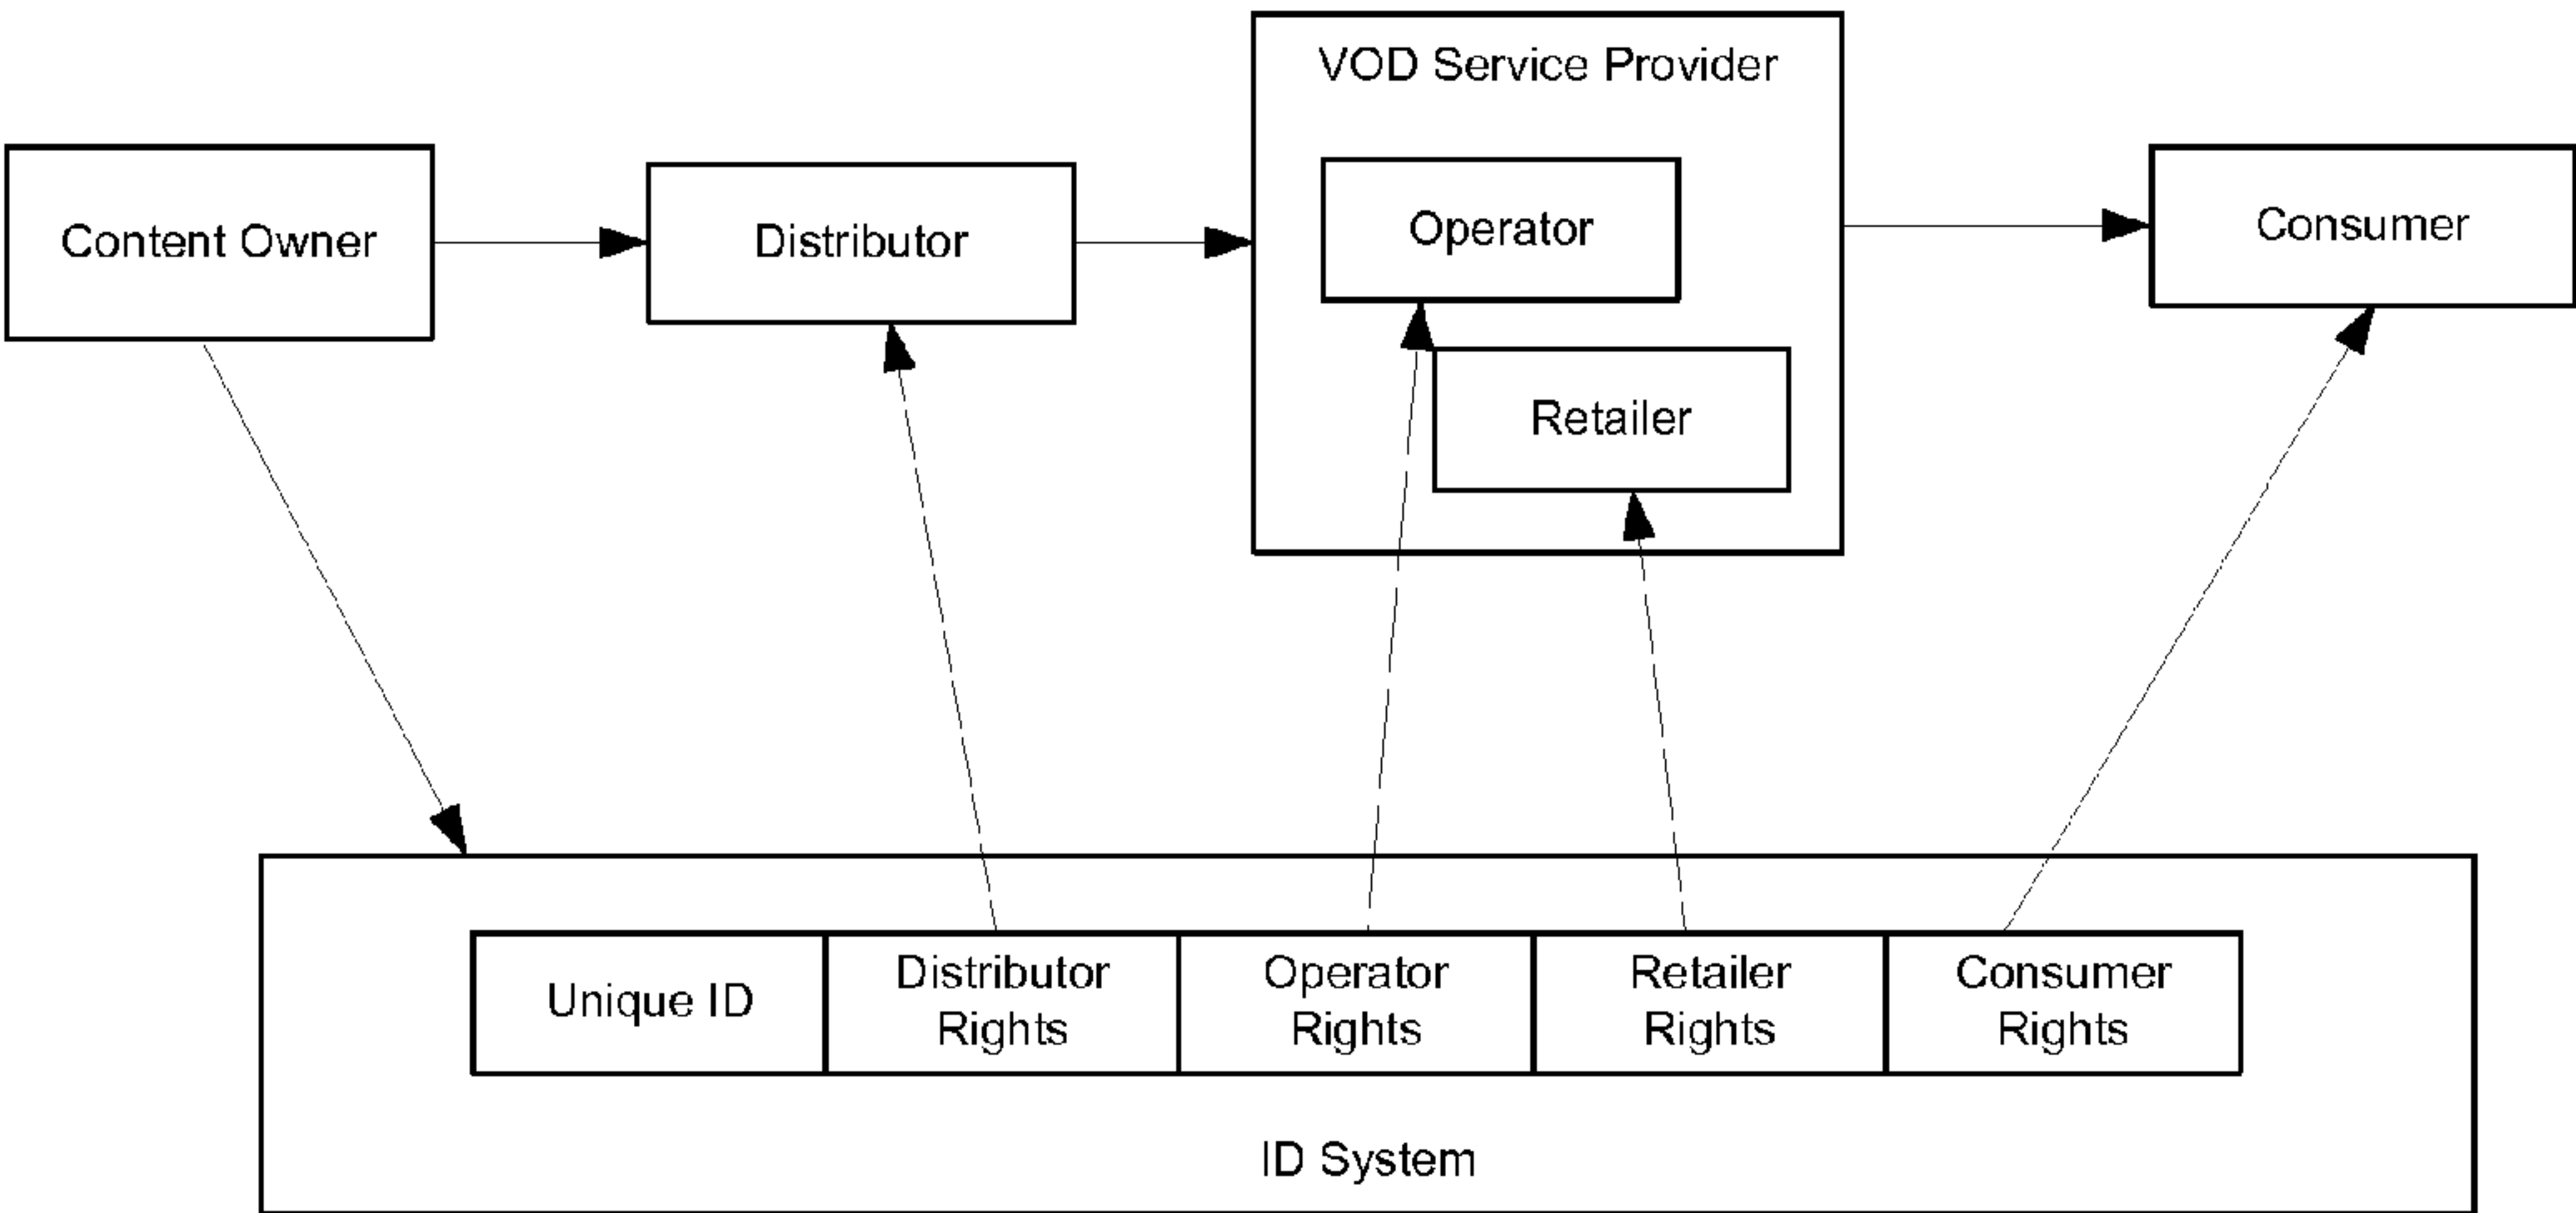 VOD Service Provider
Content Owner
Distributor
Operator
Consumer
Retailer
Unique ID
Distributor
Rights
Operator
Rights
Retailer
Rights
Consumer
Rights
ID System